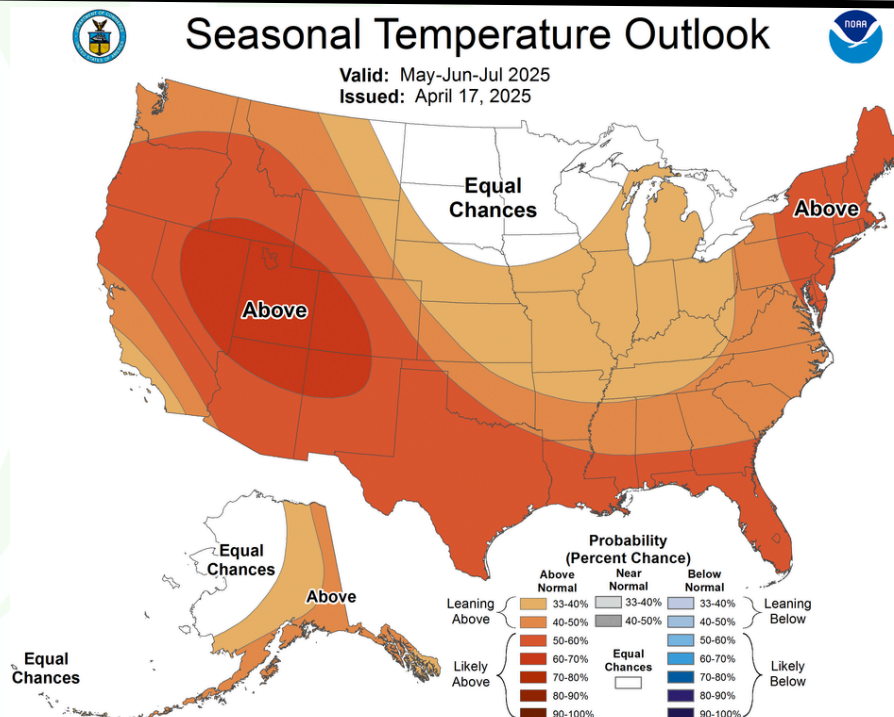 Seasonal Temperature Outlook
NOAA
Valid: May-Jun-Jul 2025
Issued: April 17, 2025
Equal
Chances
Above
Above
Equal
Chances
Above
Equal
Chances
Probability
(Percent Chance)
Above
Normal
Near
Normal
Below
Normal
Leaning
Above
33-40%
33-40%
33-40%
Leaning
Below
40-50%
40-50%
40-50%
Likely
Above
50-60%
50-60%
Likely
Below
60-70%
Equal
Chances
60-70%
70-80%
70-80%
80-90%
80-90%
90-100%
90-100%